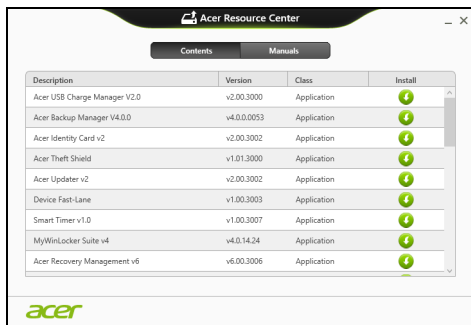 Acer Resource Center
Contents Manuals
Description Version Class Install
Acer USB Charge Manager V2.0 v2.00.3000 Application
Acer Backup Manager V4.0.0 v4.0.0.0053 Application
Acer Identity Card v2 v2.00.3002 Application
Acer Theft Shield v1.01.3000 Application
Acer Updater v2 v2.00.3002 Application
Device Fast-Lane v1.00.3003 Application
Smart Timer v1.0 v1.00.3007 Application
MyWinLocker Suite v4 v4.0.14.24 Application
Acer Recovery Management v6 v6.00.3006 Application
acer